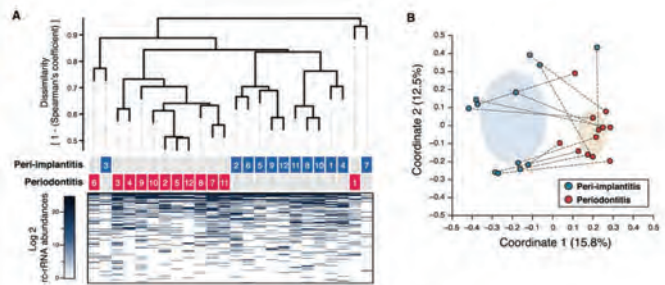 A
Dissimilarity
[ 1 - (Spearman's coefficient) ]
0.9
0.8
0.7
0.6
0.5
Peri-implantitis
3 2 6 5 9 12 11 8 10 1 4 7
Periodontitis
6 3 4 9 10 2 5 12 8 7 11 1
Log 2
rc-rRNA abundances
20
0
B
Coordinate 2 (12.5%)
0.5
0.4
0.3
0.2
0.1
0
-0.1
-0.2
-0.3
-0.4
-0.5
-0.5 -0.4 -0.3 -0.2 -0.1 0 0.1 0.2 0.3 0.4 0.5
Coordinate 1 (15.8%)
Peri-implantitis
Periodontitis